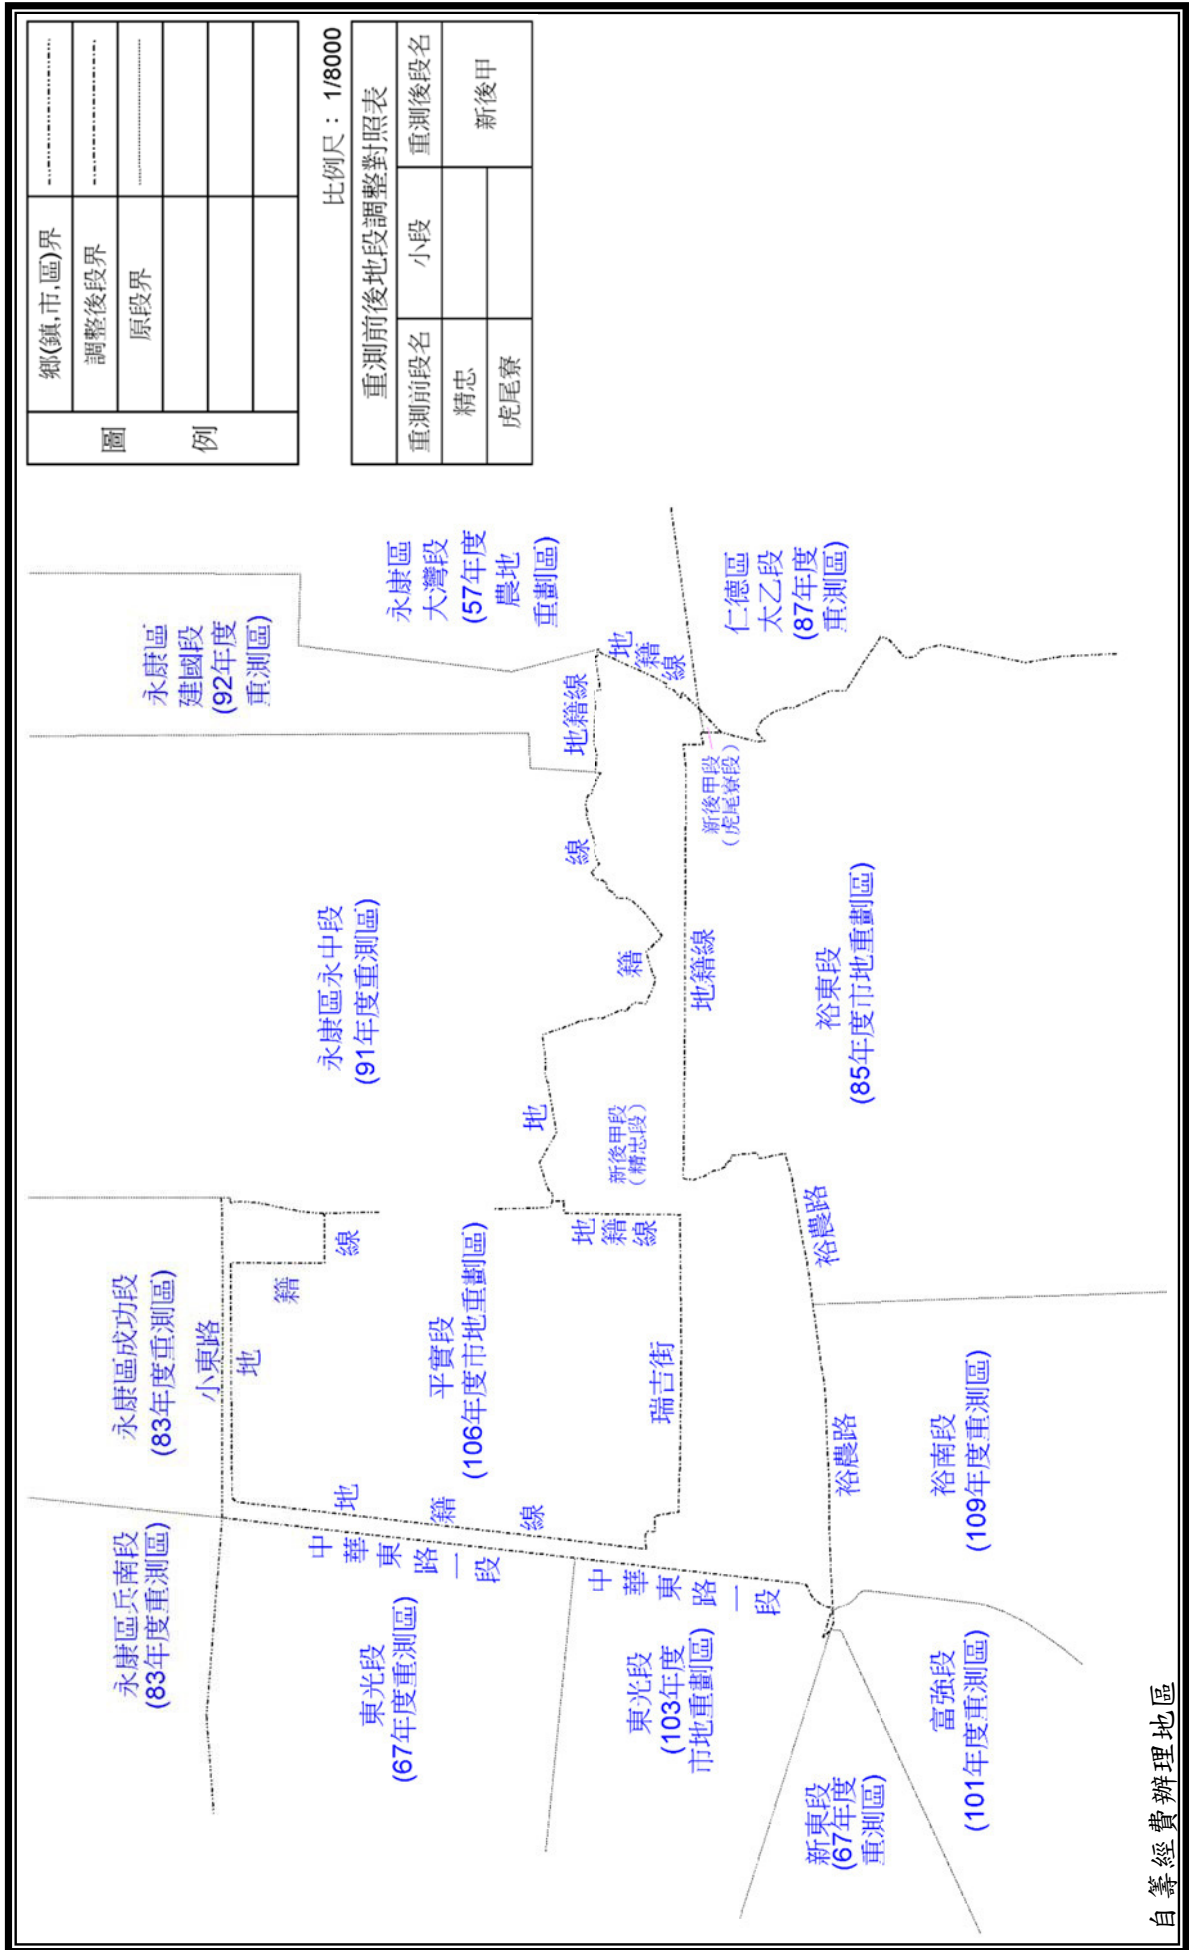 圖例
鄉(鎮,市,區)界
調整後段界
原段界
比例尺：1/8000
重測前後地段調整對照表
重測前段名 小段 重測後段名
精忠 新後甲
虎尾寮
永康區兵南段
(83年度重測區)
永康區成功段
(83年度重測區)
小東路
地籍線
永康區永中段
(91年度重測區)
永康區
建國段
(92年度
重測區)
永康區
大灣段
(57年度
農地
重劃區)
中華東路一段
地籍線
平實段
(106年度市地重劃區)
地籍線
地籍線
地籍線
地籍線
東光段
(67年度重測區)
瑞吉街
新後甲段
(精忠段)
地籍線
新後甲段
(虎尾寮段)
仁德區
太乙段
(87年度
重測區)
東光段
(103年度
市地重劃區)
中華東路一段
裕農路
裕農路
裕東段
(85年度市地重劃區)
新東段
(67年度
重測區)
富強段
(101年度重測區)
裕南段
(109年度重測區)
自籌經費辦理地區